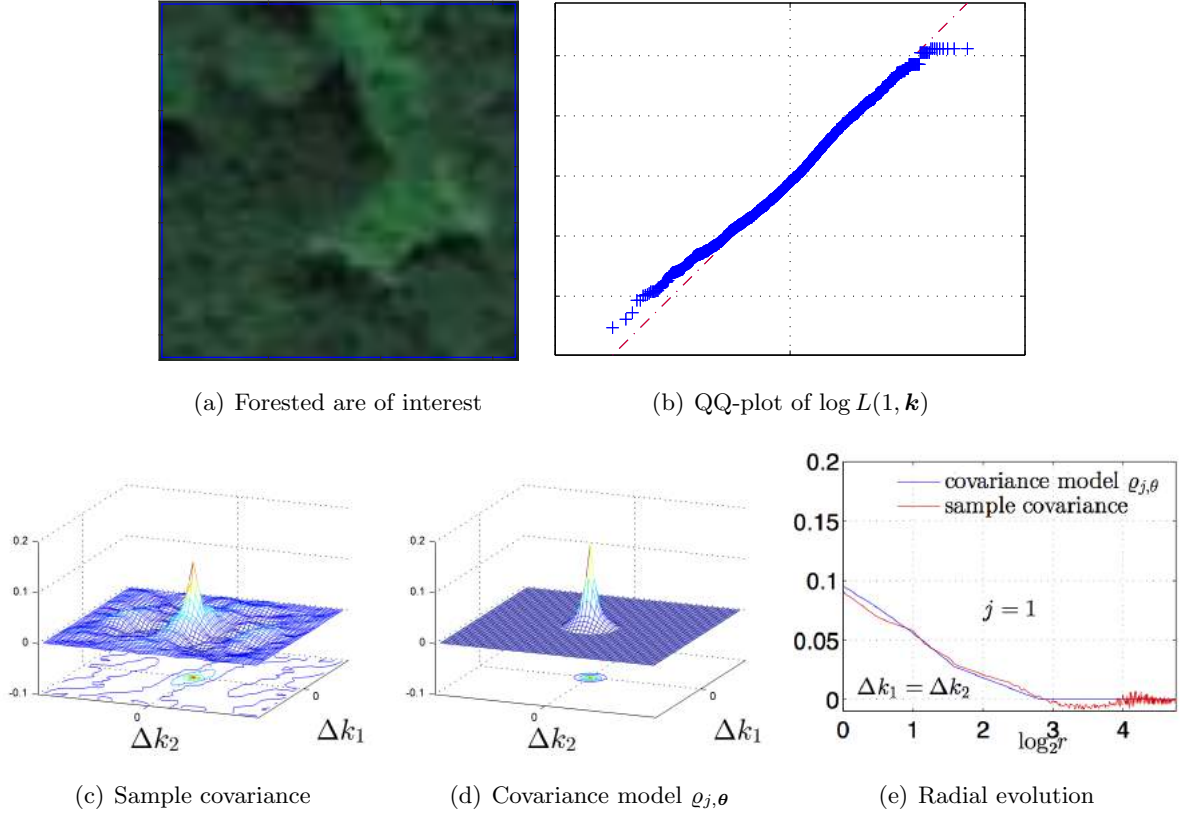 (a) Forested are of interest
(b) QQ-plot of log L(1, k)
0.2
0.1
0
-0.1
0
0
Δk₂
Δk₁
(c) Sample covariance
0.2
0.1
0
-0.1
0
0
Δk₂
Δk₁
(d) Covariance model ϱ_{j,θ}
0.2
0.15
0.1
0.05
0
covariance model ϱ_{j,θ}
sample covariance
j = 1
Δk₁ = Δk₂
0 1 2 3 4
log₂r
(e) Radial evolution